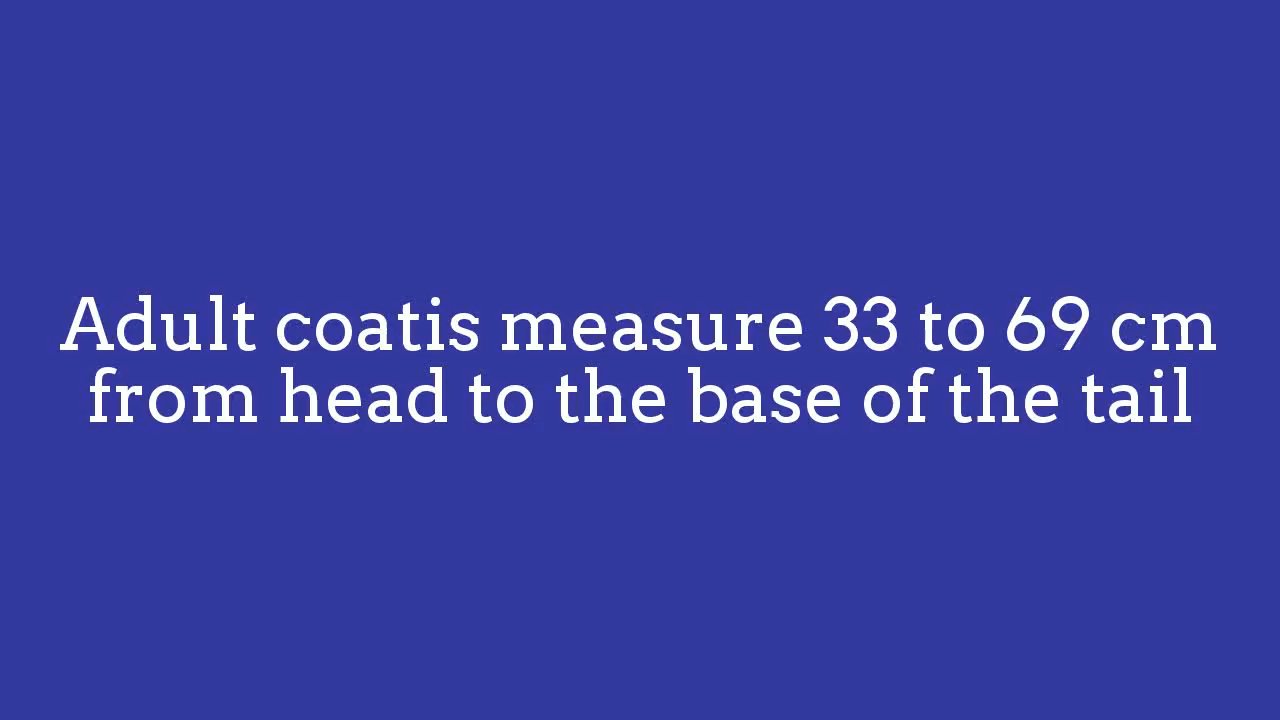 Adult coatis measure 33 to 69 cm
from head to the base of the tail